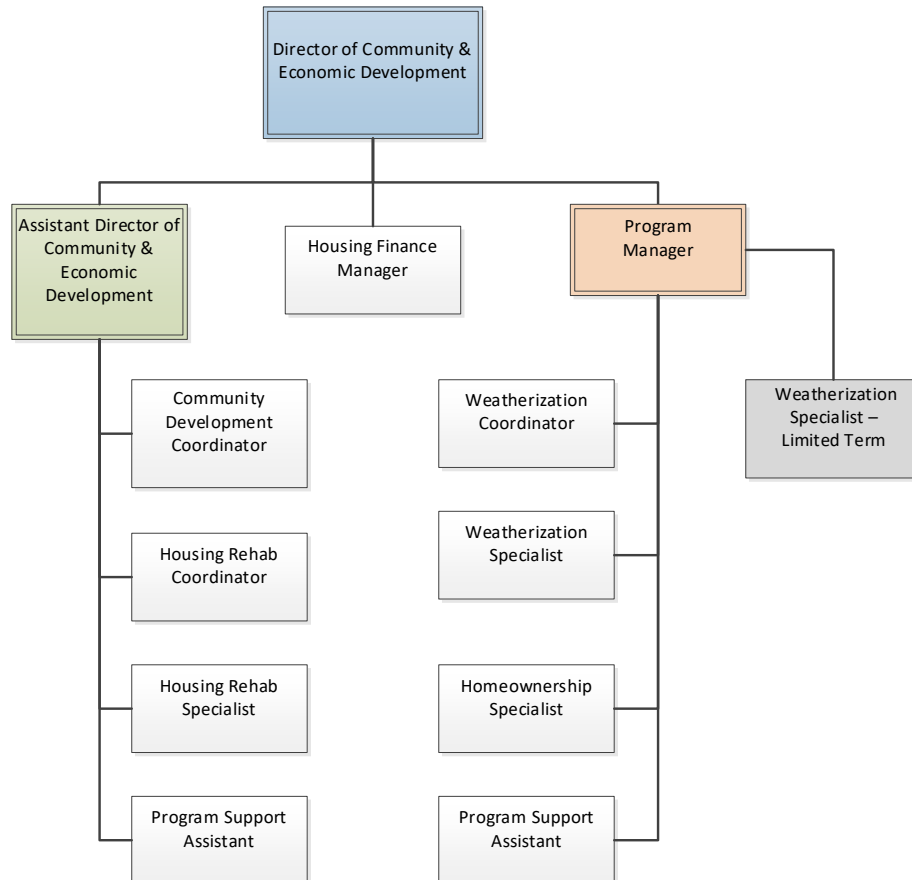 Director of Community &
Economic Development
Assistant Director of
Community &
Economic
Development
Housing Finance
Manager
Program
Manager
Community
Development
Coordinator
Weatherization
Coordinator
Weatherization
Specialist –
Limited Term
Housing Rehab
Coordinator
Weatherization
Specialist
Housing Rehab
Specialist
Homeownership
Specialist
Program Support
Assistant
Program Support
Assistant